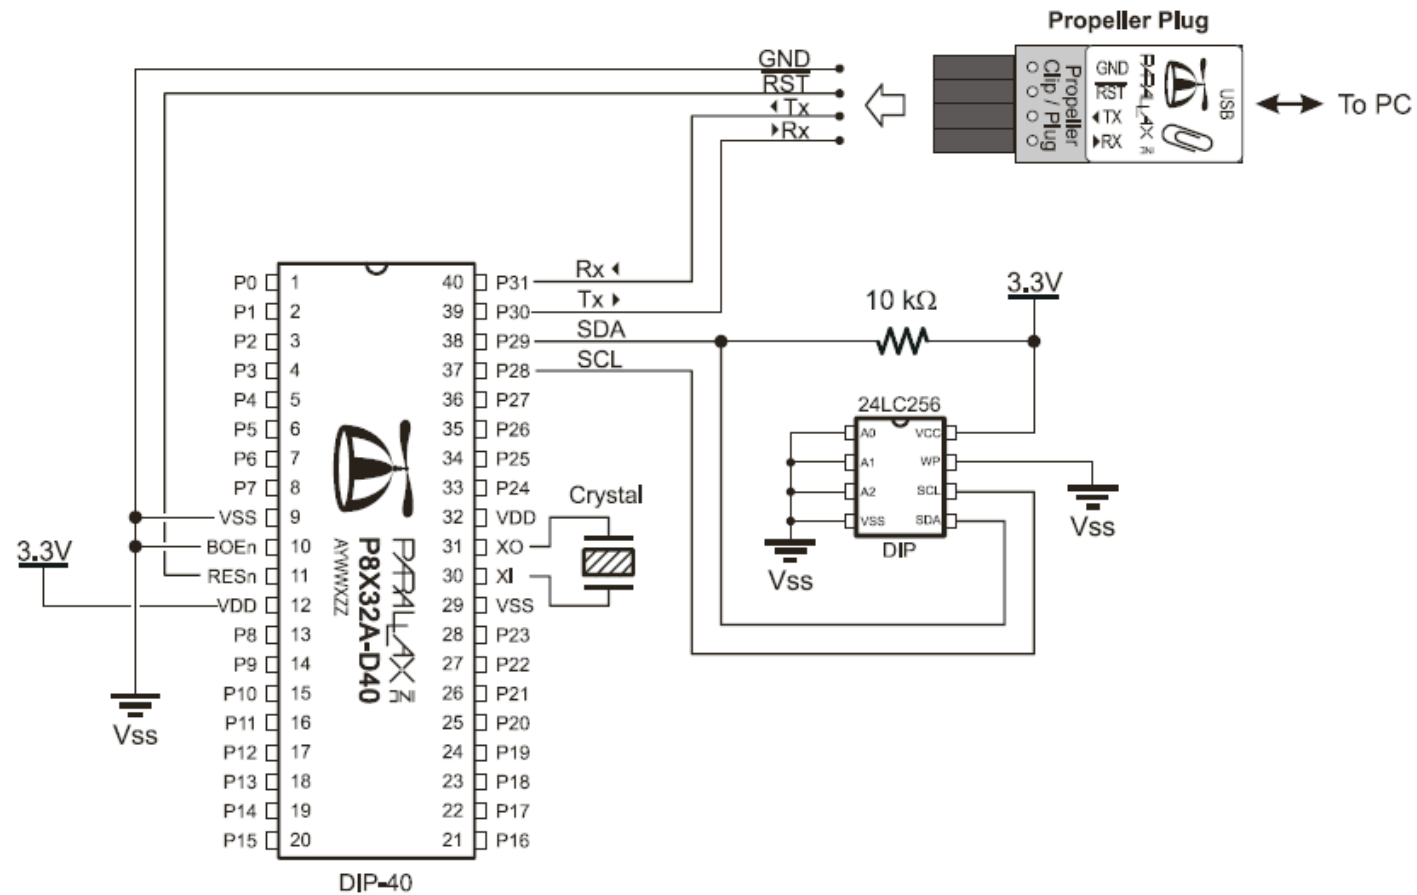 Propeller Plug
GND
RST
Tx
Rx
Propeller
Clip / Plug
GND
RST
TX
RX
PARALLAX INC
USB
To PC
Rx
Tx
SDA
SCL
10 kΩ
3.3V
P0 1 40 P31
P1 2 39 P30
P2 3 38 P29
P3 4 37 P28
P4 5 36 P27
P5 6 35 P26
P6 7 34 P25
P7 8 33 P24
VSS 9 32 VDD
BOEn 10 31 XO
RESn 11 30 XI
VDD 12 29 VSS
P8 13 28 P23
P9 14 27 P22
P10 15 26 P21
P11 16 25 P20
P12 17 24 P19
P13 18 23 P18
P14 19 22 P17
P15 20 21 P16
PARALLAX INC
P8X32A-D40
AYWWXZZ
DIP-40
3.3V
Vss
Crystal
24LC256
A0 VCC
A1 WP
A2 SCL
VSS SDA
DIP
Vss
Vss